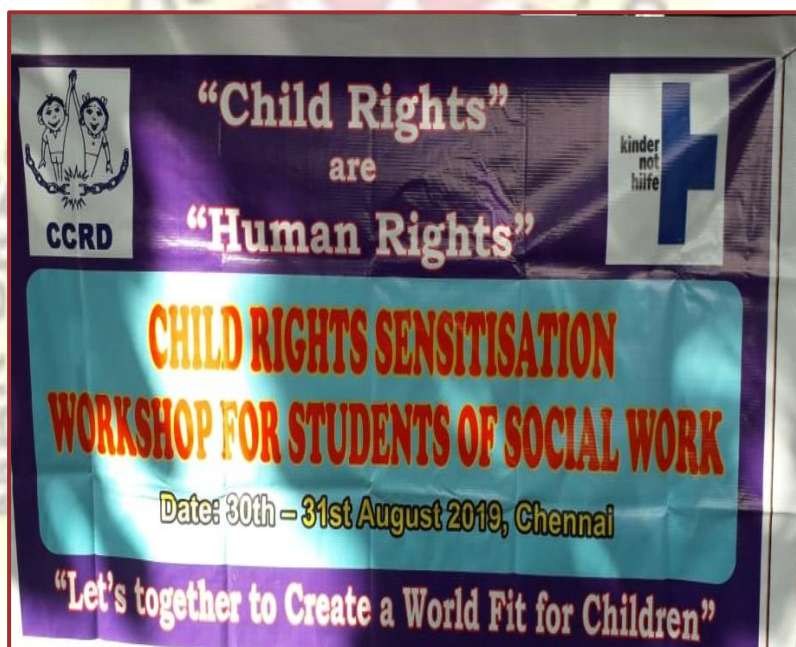 “Child Rights”
are
“Human Rights”
CCRD
kinder
not
hilfe
CHILD RIGHTS SENSITISATION
WORKSHOP FOR STUDENTS OF SOCIAL WORK
Date: 30th – 31st August 2019, Chennai
“Let’s together to Create a World Fit for Children”